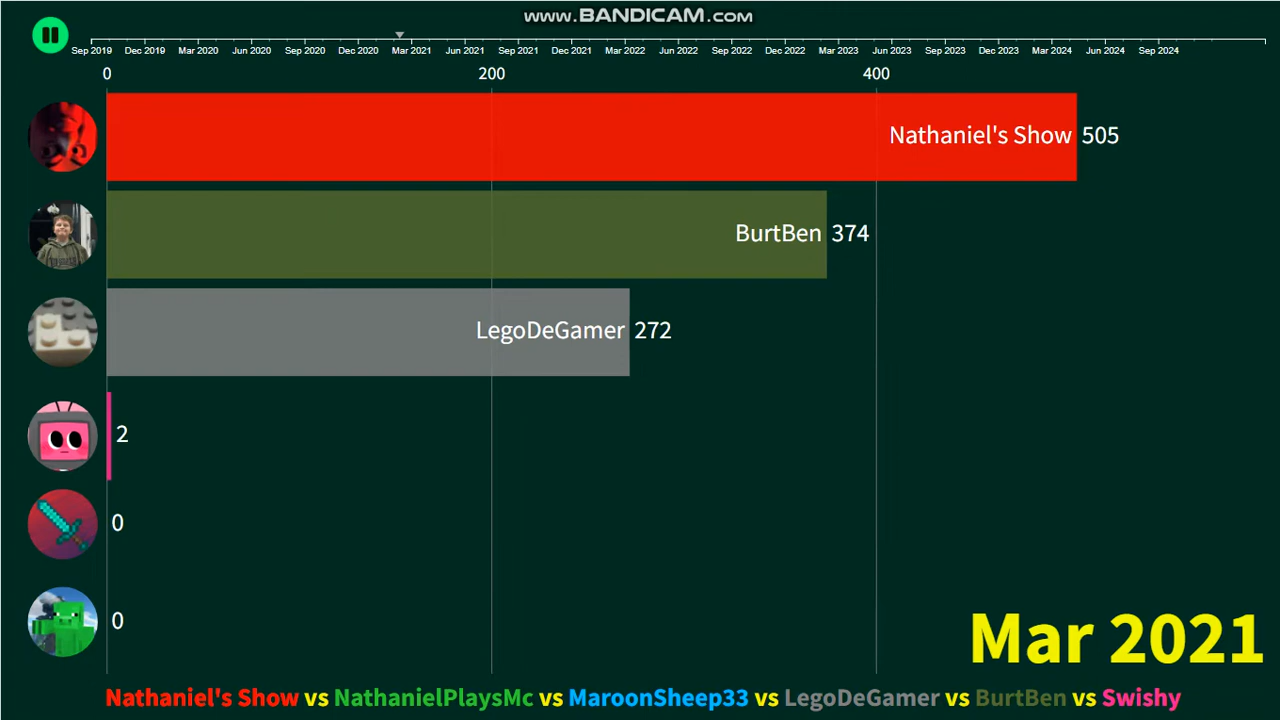 www.BANDICAM.com
Sep 2019 Dec 2019 Mar 2020 Jun 2020 Sep 2020 Dec 2020 Mar 2021 Jun 2021 Sep 2021 Dec 2021 Mar 2022 Jun 2022 Sep 2022 Dec 2022 Mar 2023 Jun 2023 Sep 2023 Dec 2023 Mar 2024 Jun 2024 Sep 2024
0 200 400
Nathaniel's Show 505
BurtBen 374
LegoDeGamer 272
2
0
0
Mar 2021
Nathaniel's Show vs NathanielPlaysMc vs MaroonSheep33 vs LegoDeGamer vs BurtBen vs Swishy